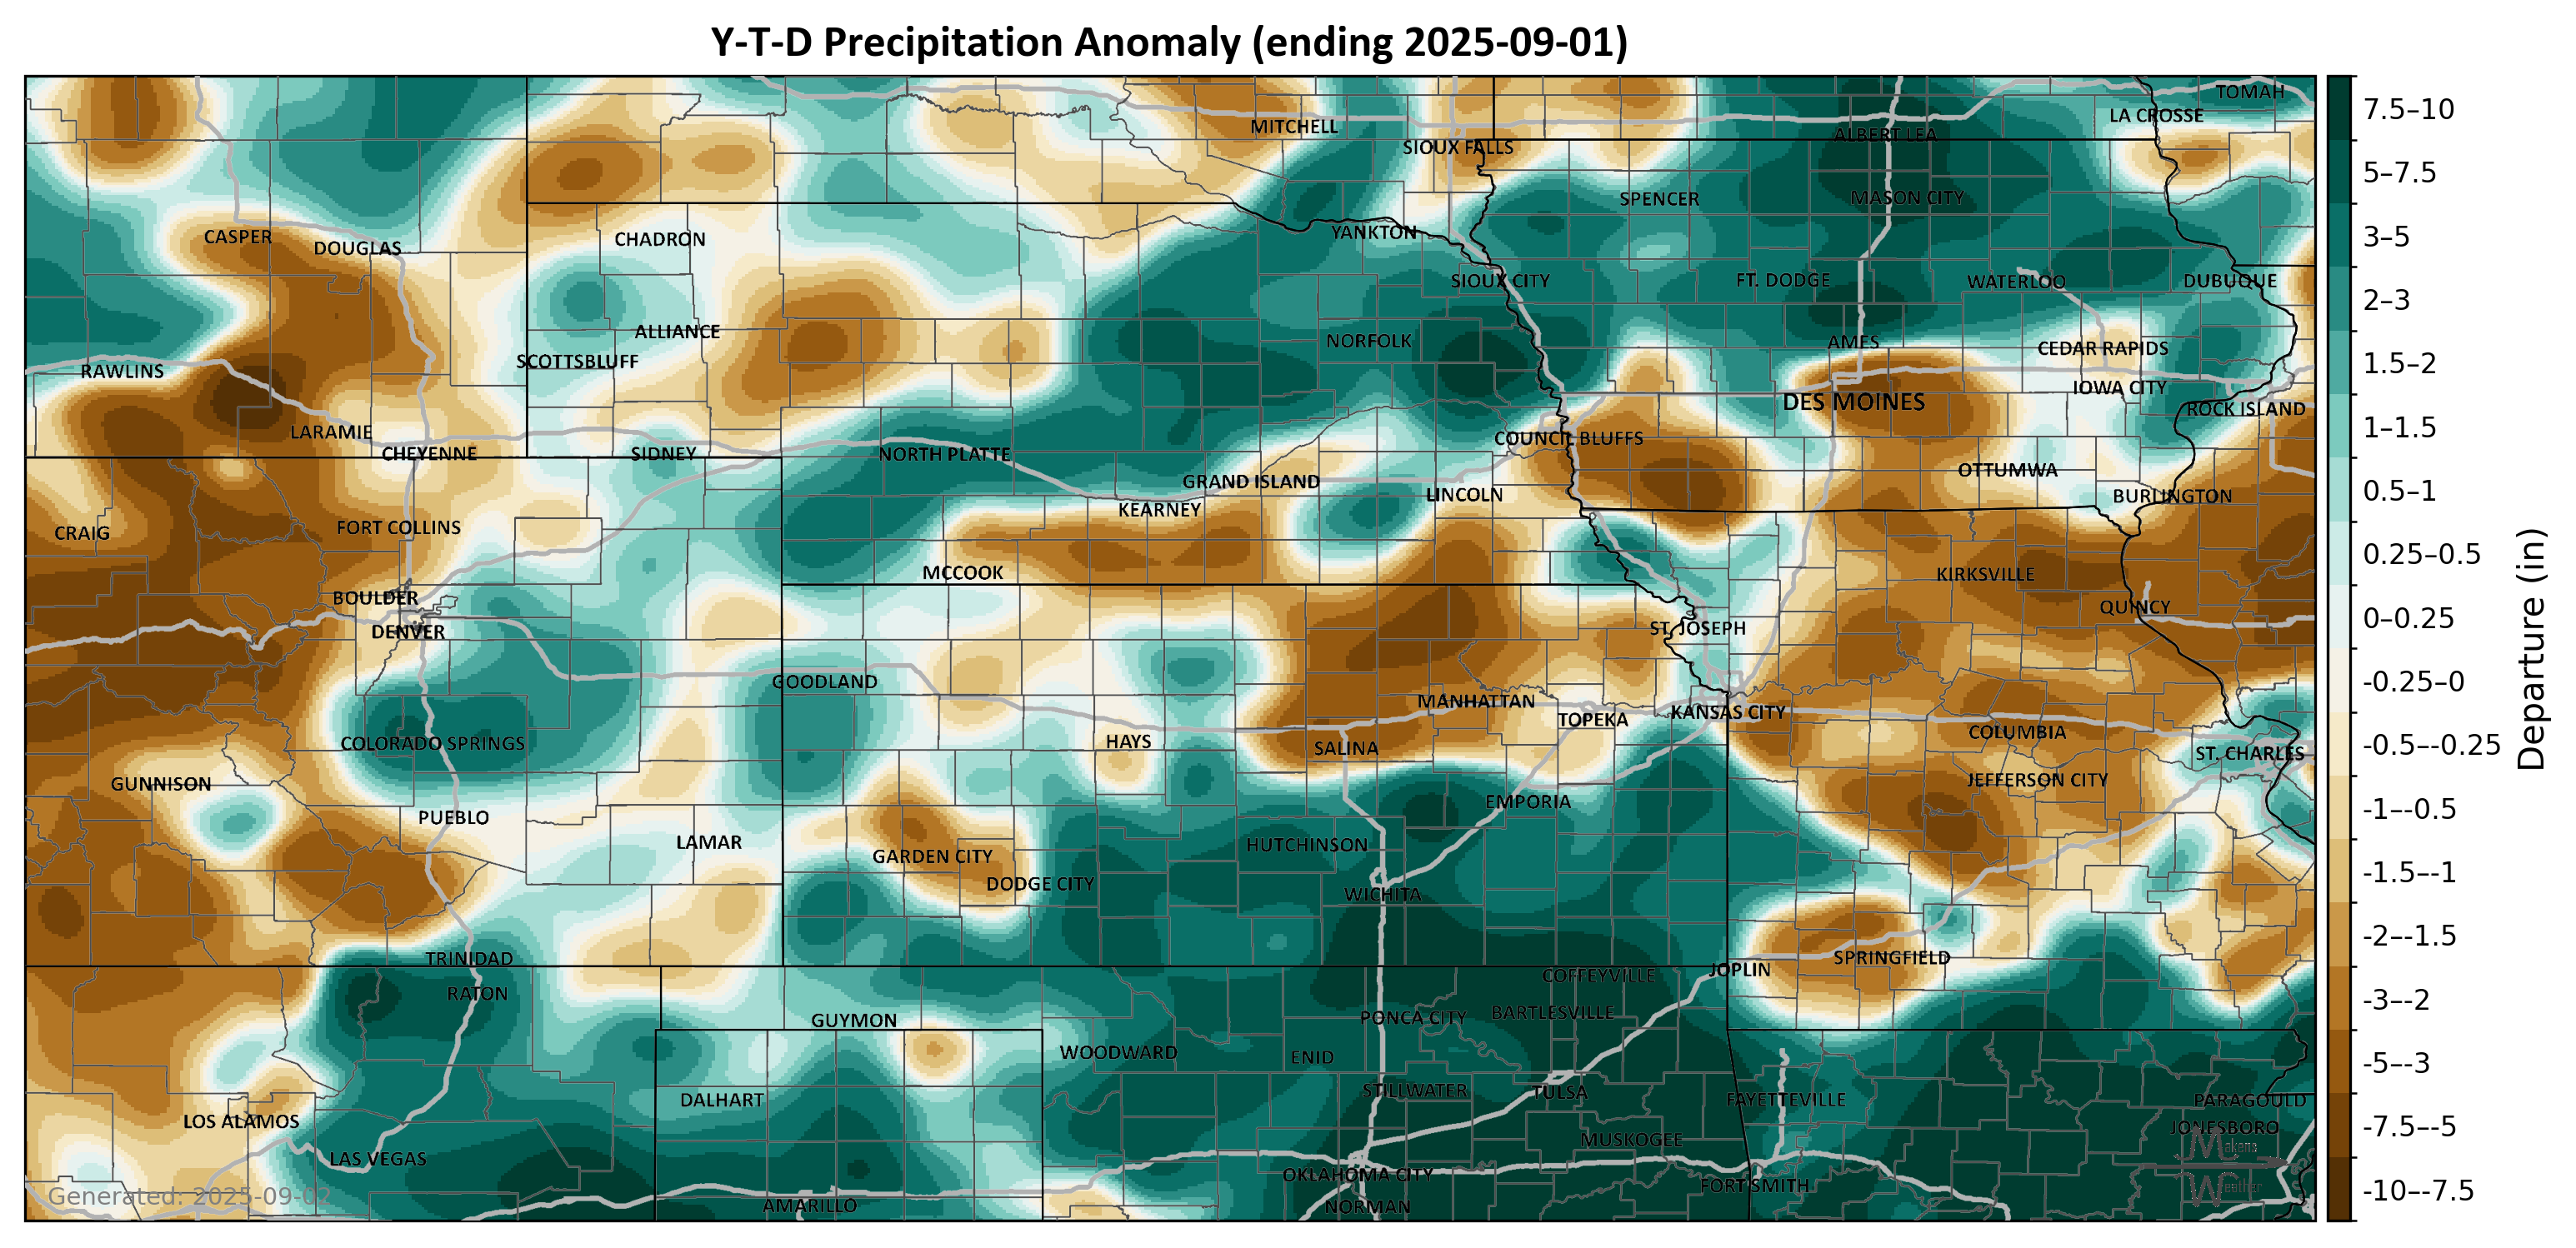 Y-T-D Precipitation Anomaly (ending 2025-09-01)
TOMAH
LA CROSSE
MITCHELL
ALBERT LEA
SIOUX FALLS
SPENCER
MASON CITY
YANKTON
CASPER
CHADRON
DOUGLAS
SIOUX CITY
FT. DODGE
WATERLOO
DUBUQUE
ALLIANCE
NORFOLK
AMES
CEDAR RAPIDS
SCOTTSBLUFF
RAWLINS
IOWA CITY
DES MOINES
ROCK ISLAND
LARAMIE
COUNCIL BLUFFS
CHEYENNE
SIDNEY
NORTH PLATTE
OTTUMWA
GRAND ISLAND
LINCOLN
BURLINGTON
KEARNEY
CRAIG
FORT COLLINS
MCCOOK
KIRKSVILLE
BOULDER
QUINCY
DENVER
ST. JOSEPH
GOODLAND
MANHATTAN
KANSAS CITY
TOPEKA
COLUMBIA
COLORADO SPRINGS
HAYS
SALINA
ST. CHARLES
GUNNISON
JEFFERSON CITY
EMPORIA
PUEBLO
LAMAR
HUTCHINSON
GARDEN CITY
DODGE CITY
WICHITA
TRINIDAD
SPRINGFIELD
JOPLIN
COFFEYVILLE
RATON
BARTLESVILLE
GUYMON
PONCA CITY
WOODWARD
ENID
STILLWATER
TULSA
DALHART
FAYETTEVILLE
PARAGOULD
LOS ALAMOS
JONESBORO
MUSKOGEE
Makens
LAS VEGAS
OKLAHOMA CITY
FORT SMITH
Weather
Generated: 2025-09-02
AMARILLO
NORMAN
7.5–10
5–7.5
3–5
2–3
1.5–2
1–1.5
0.5–1
0.25–0.5
0–0.25
-0.25–0
-0.5–-0.25
-1–-0.5
-1.5–-1
-2–-1.5
-3–-2
-5–-3
-7.5–-5
-10–-7.5
Departure (in)